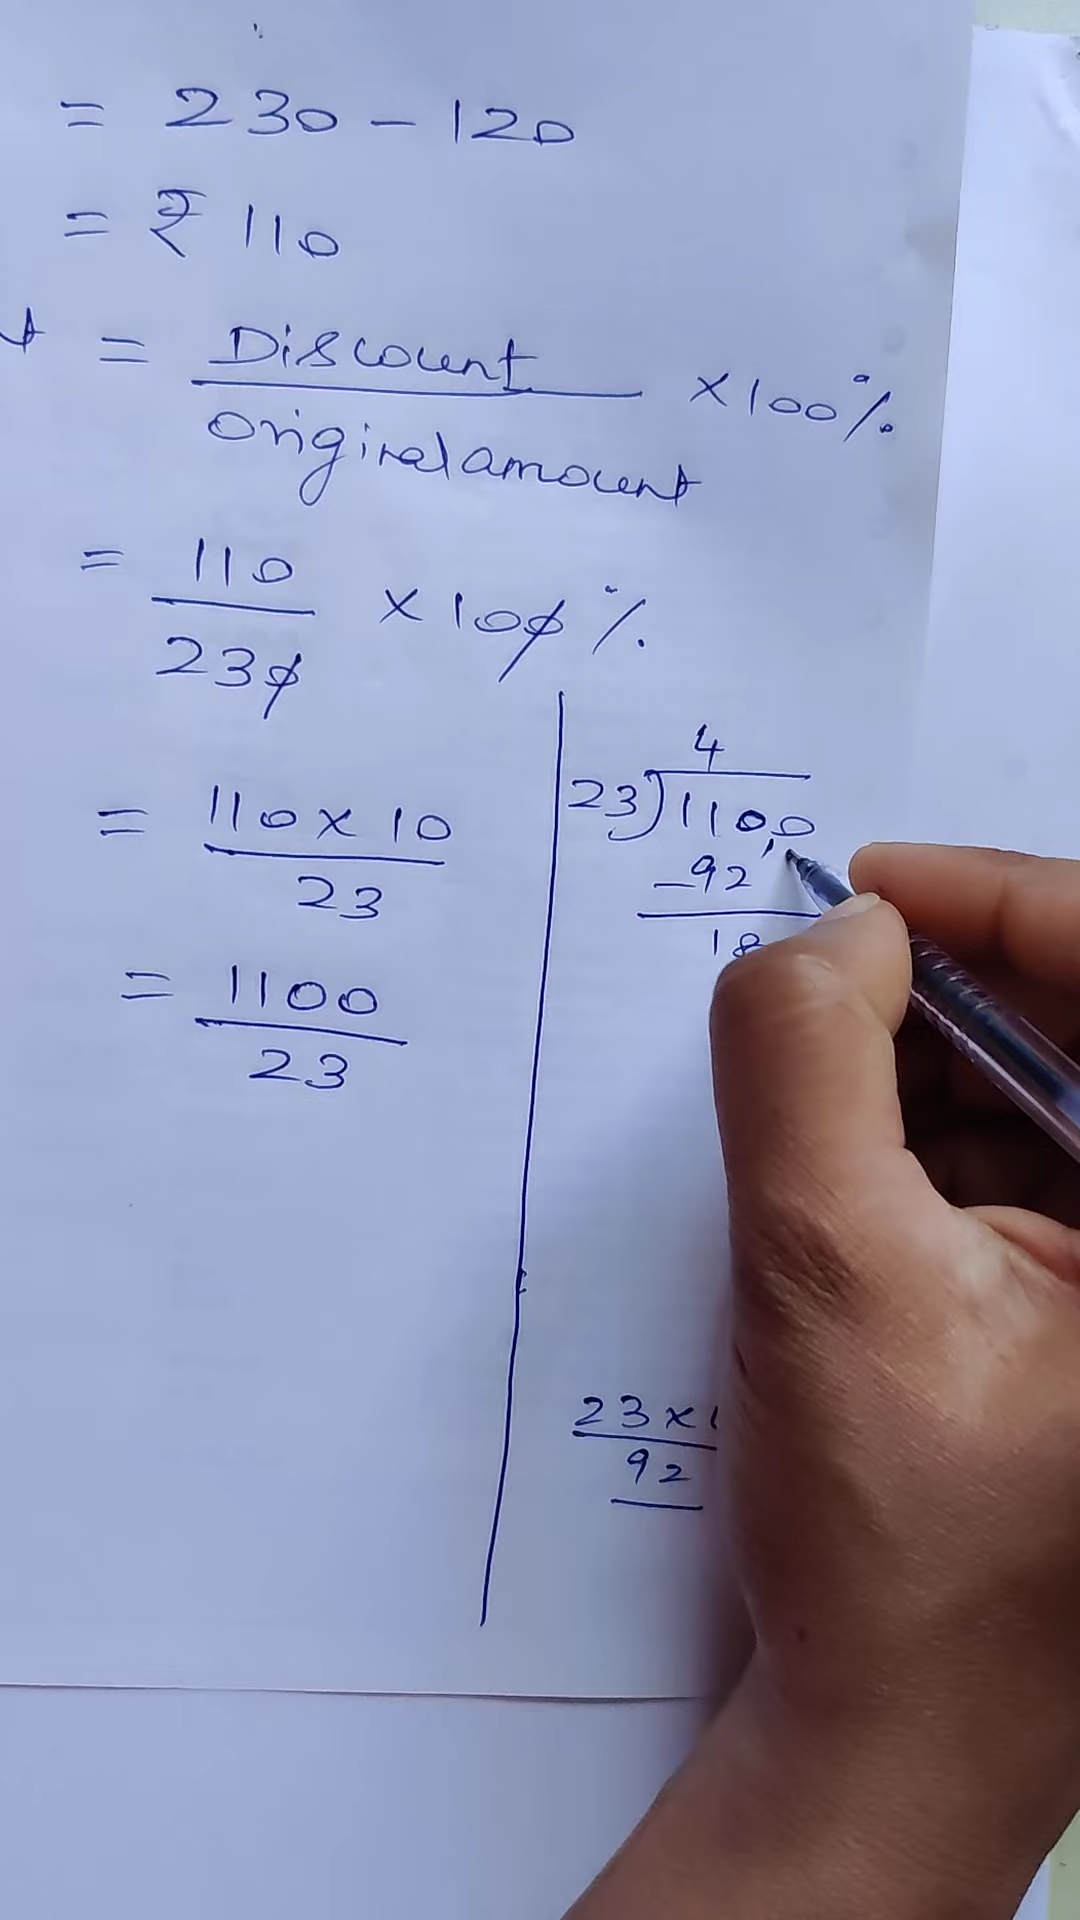 = 230 - 120
= ₹ 110
= Discount / Original amount × 100%
= 110 / 230 × 100 %
= 110 × 10 / 23
= 1100 / 23
4
23)1100
-92
18
23 ×
92